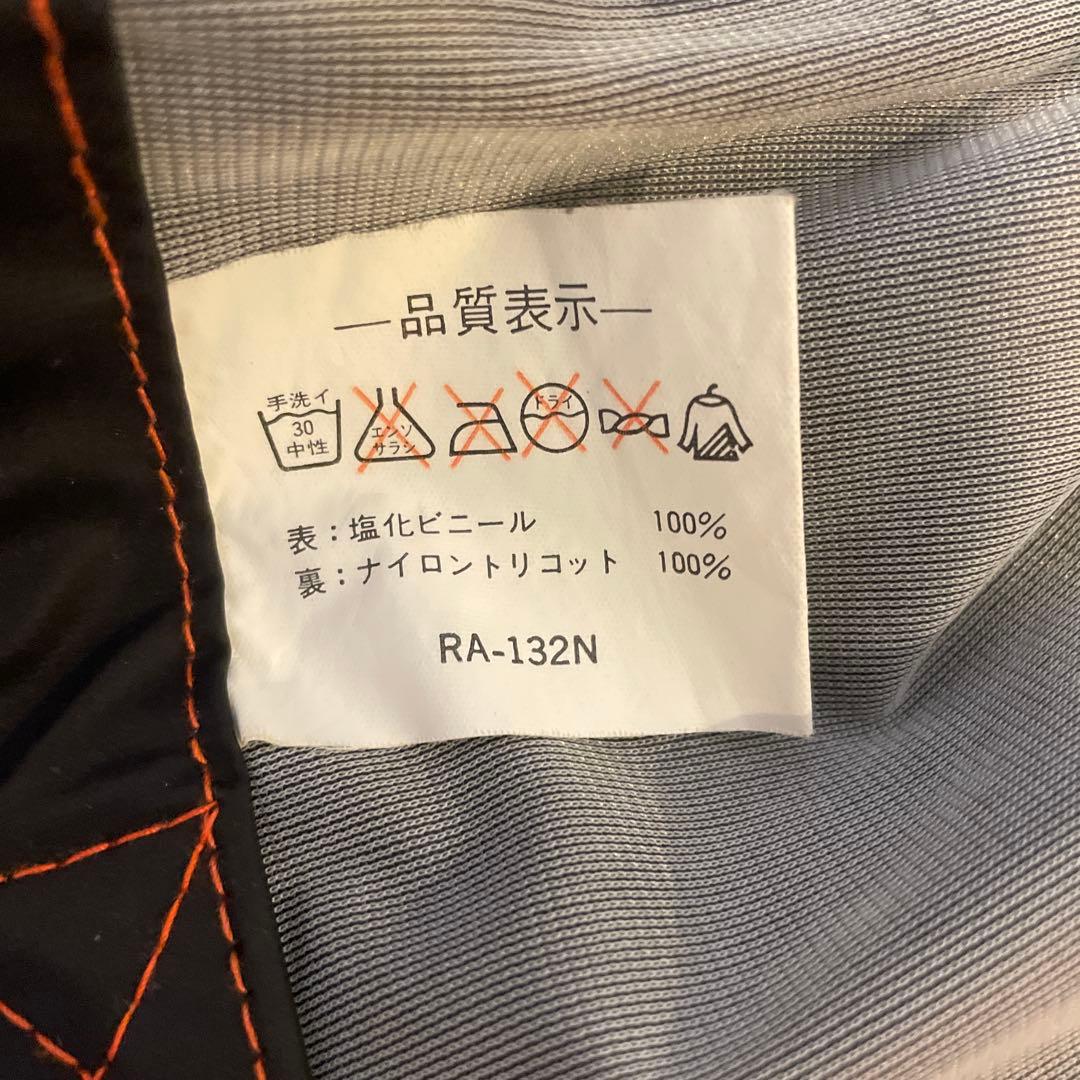 —品質表示—
手洗イ
30
中性
エンソ
サラシ
ドライ
表：塩化ビニール 100%
裏：ナイロントリコット 100%
RA-132N